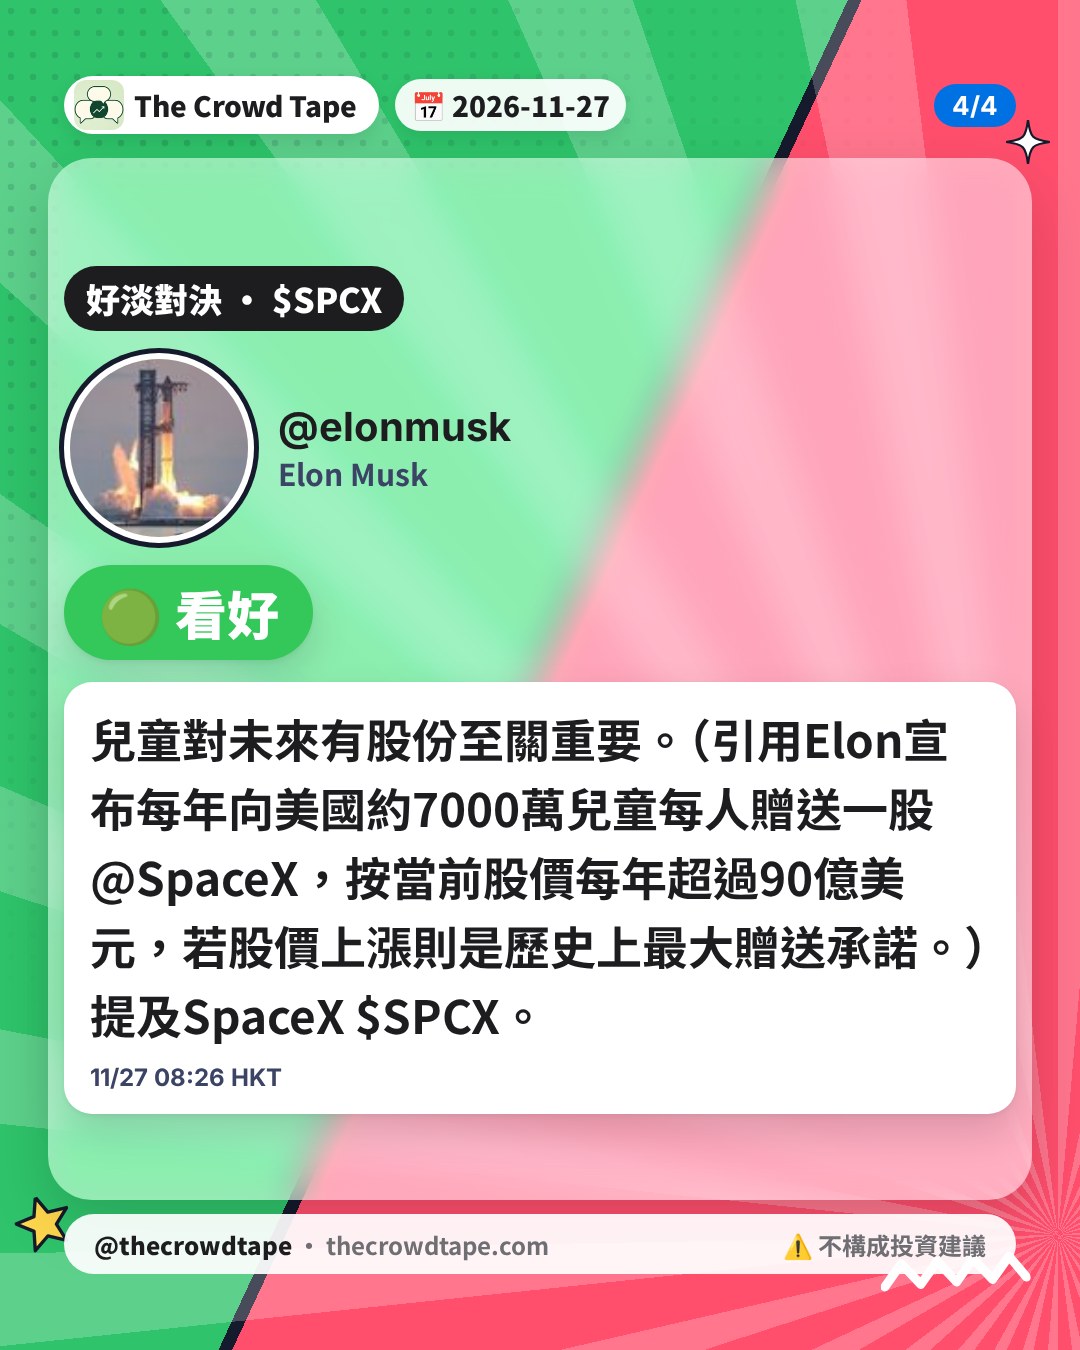 The Crowd Tape
July 17
2026-11-27
4/4
好淡對決 · $SPCX
@elonmusk
Elon Musk
看好
兒童對未來有股份至關重要。（引用Elon宣
布每年向美國約7000萬兒童每人贈送一股
@SpaceX，按當前股價每年超過90億美
元，若股價上漲則是歷史上最大贈送承諾。）
提及SpaceX $SPCX。
11/27 08:26 HKT
@thecrowdtape · thecrowdtape.com
不構成投資建議